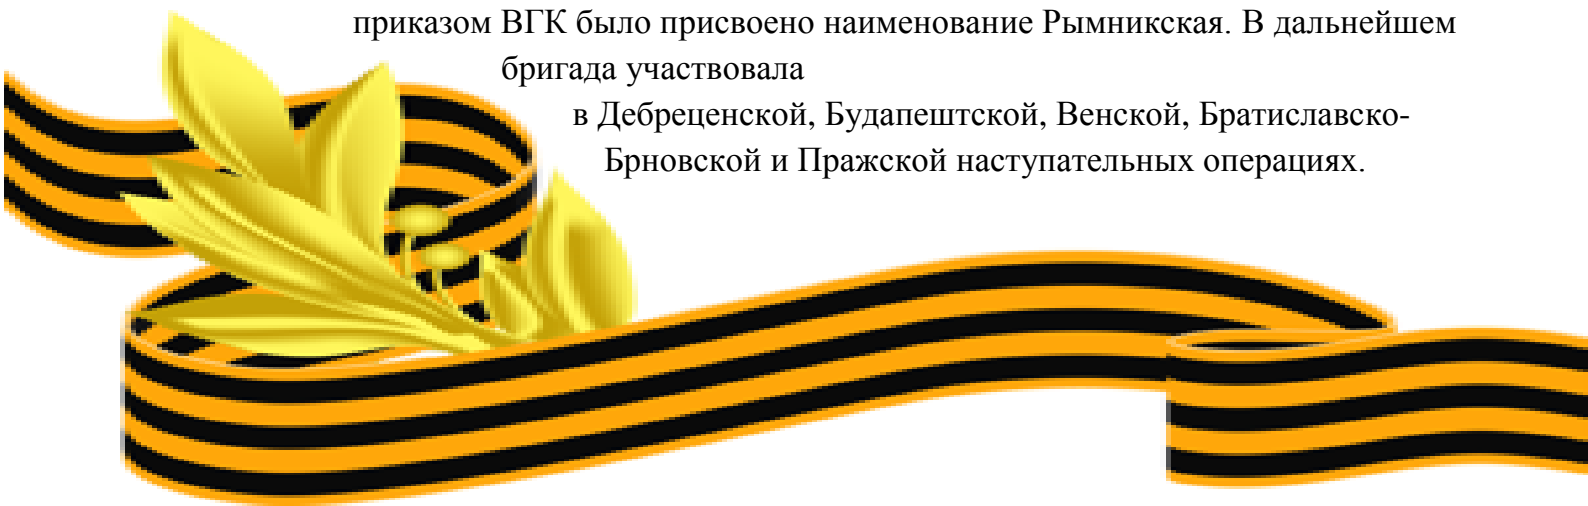 приказом ВГК было присвоено наименование Рымникская. В дальнейшем
бригада участвовала
в Дебреценской, Будапештской, Венской, Братиславско-
Брновской и Пражской наступательных операциях.